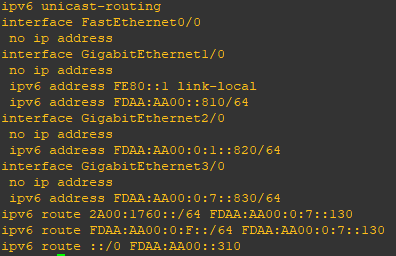 ipv6 unicast-routing
interface FastEthernet0/0
 no ip address
interface GigabitEthernet1/0
 no ip address
 ipv6 address FE80::1 link-local
 ipv6 address FDAA:AA00::810/64
interface GigabitEthernet2/0
 no ip address
 ipv6 address FDAA:AA00:0:1::820/64
interface GigabitEthernet3/0
 no ip address
 ipv6 address FDAA:AA00:0:7::830/64
ipv6 route 2A00:1760::/64 FDAA:AA00:0:7::130
ipv6 route FDAA:AA00:0:F::/64 FDAA:AA00:0:7::130
ipv6 route ::/0 FDAA:AA00::310